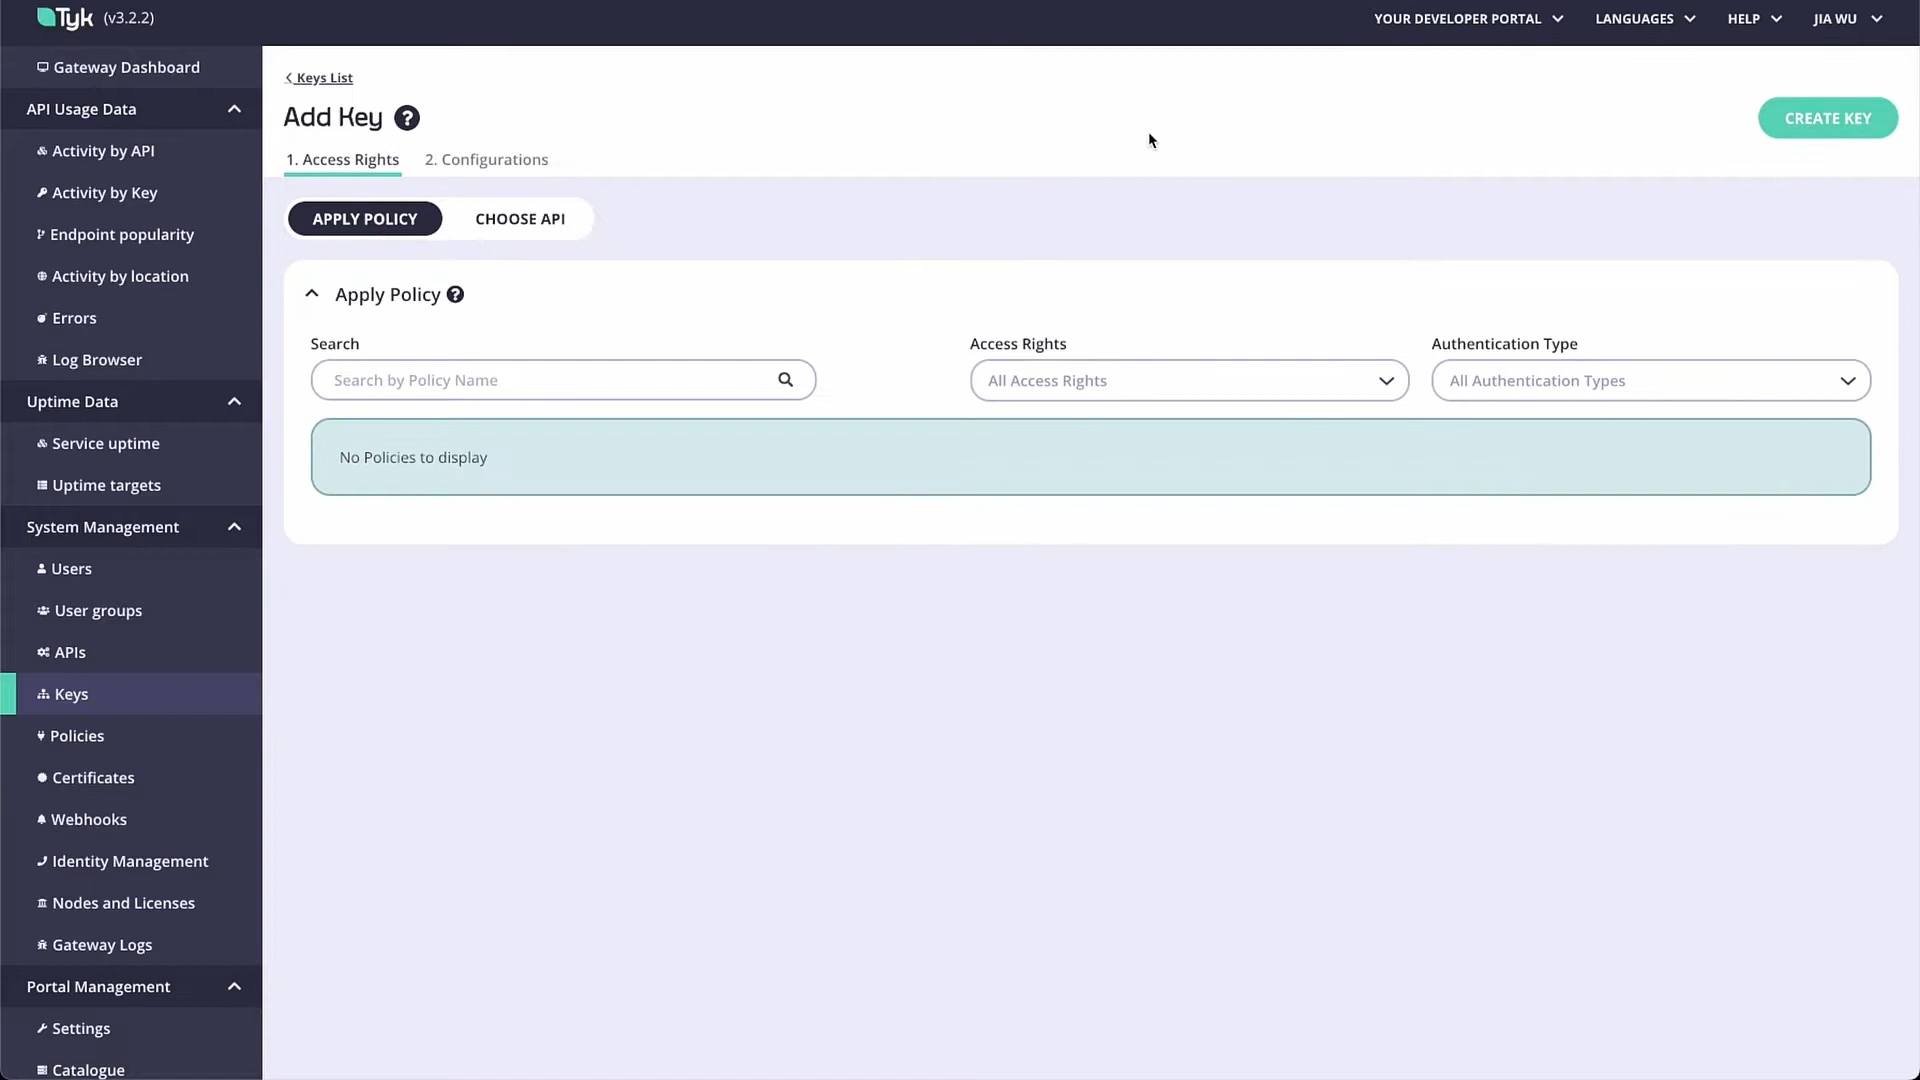 Tyk (v3.2.2)
YOUR DEVELOPER PORTAL
LANGUAGES
HELP
JIA WU
Gateway Dashboard
API Usage Data
Activity by API
Activity by Key
Endpoint popularity
Activity by location
Errors
Log Browser
Uptime Data
Service uptime
Uptime targets
System Management
Users
User groups
APIs
Keys
Policies
Certificates
Webhooks
Identity Management
Nodes and Licenses
Gateway Logs
Portal Management
Settings
Catalogue
Keys List
Add Key ?
CREATE KEY
1. Access Rights
2. Configurations
APPLY POLICY
CHOOSE API
Apply Policy ?
Search
Search by Policy Name
Access Rights
All Access Rights
Authentication Type
All Authentication Types
No Policies to display